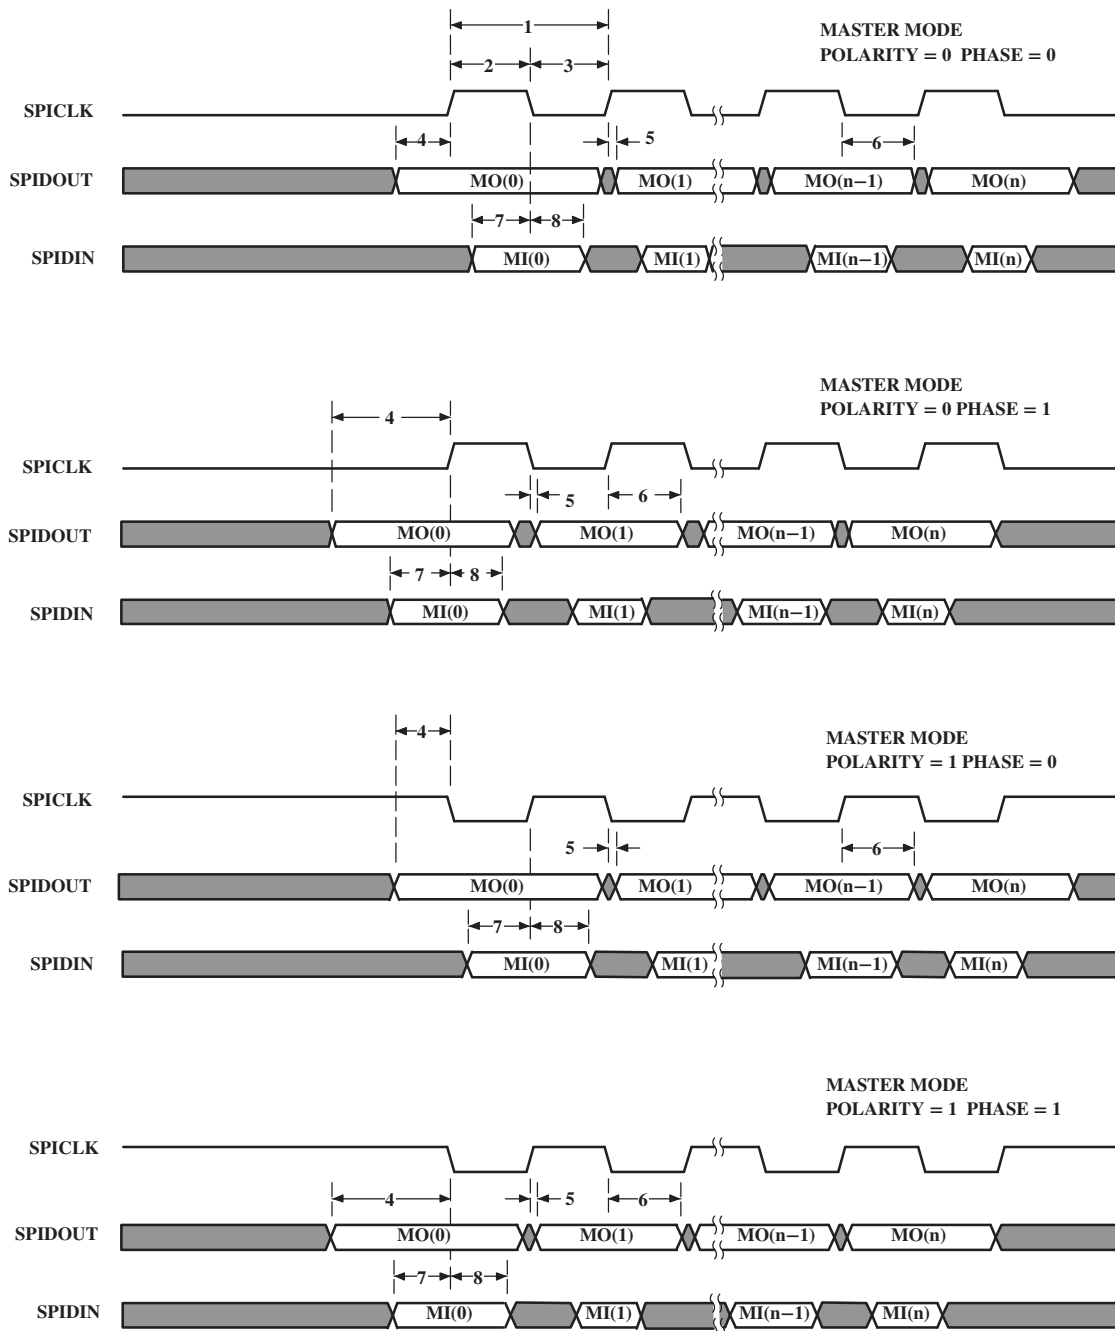 1
MASTER MODE
POLARITY = 0 PHASE = 0
2 3
SPICLK
4 5 6
SPIDOUT MO(0) MO(1) MO(n−1) MO(n)
7 8
SPIDIN MI(0) MI(1) MI(n−1) MI(n)
MASTER MODE
POLARITY = 0 PHASE = 1
4
SPICLK
5 6
SPIDOUT MO(0) MO(1) MO(n−1) MO(n)
7 8
SPIDIN MI(0) MI(1) MI(n−1) MI(n)
4
MASTER MODE
POLARITY = 1 PHASE = 0
SPICLK
5 6
SPIDOUT MO(0) MO(1) MO(n−1) MO(n)
7 8
SPIDIN MI(0) MI(1) MI(n−1) MI(n)
MASTER MODE
POLARITY = 1 PHASE = 1
SPICLK
4 5 6
SPIDOUT MO(0) MO(1) MO(n−1) MO(n)
7 8
SPIDIN MI(0) MI(1) MI(n−1) MI(n)